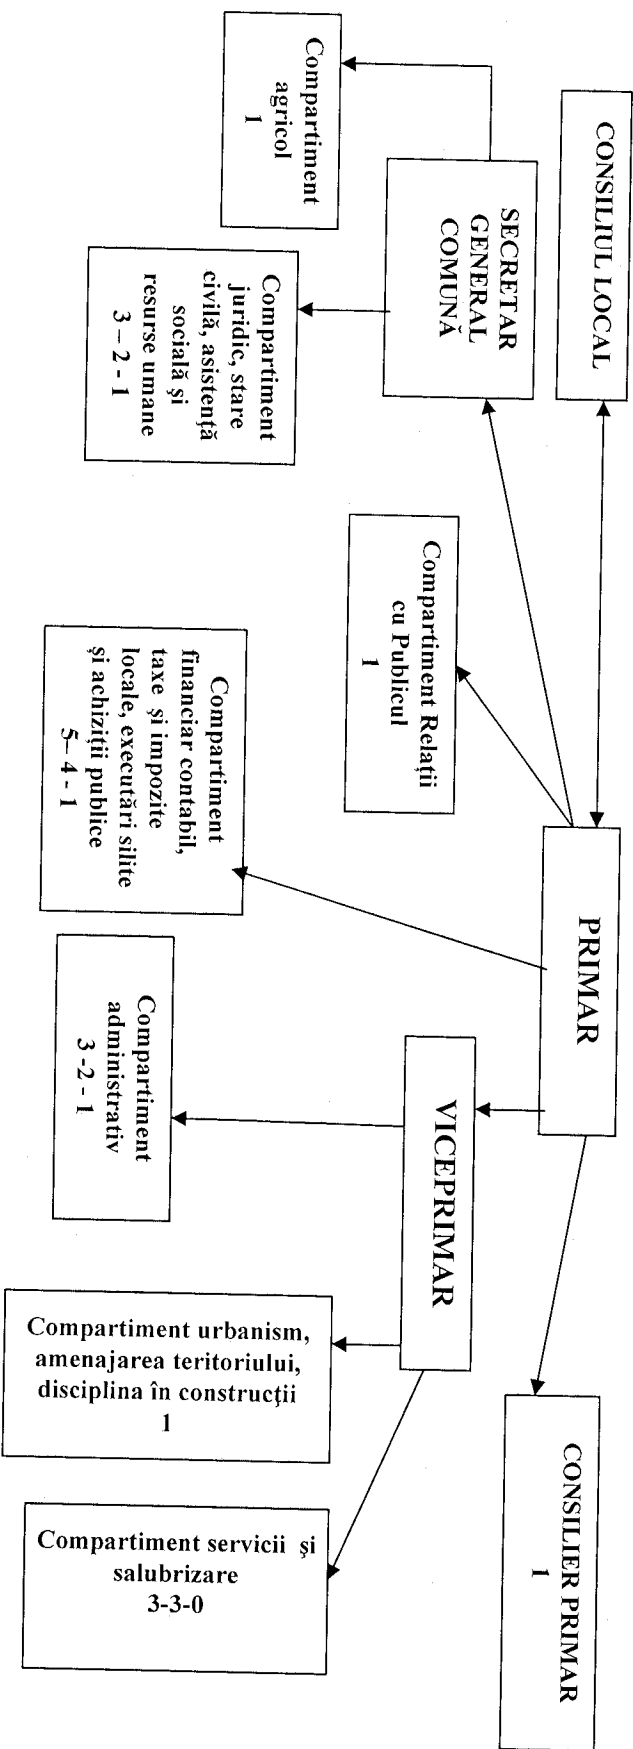 CONSILIUL LOCAL
PRIMAR
CONSILIER PRIMAR
1
SECRETAR
GENERAL
COMUNĂ
Compartiment Relații
cu Publicul
1
VICEPRIMAR
Compartiment
agricol
1
Compartiment
juridic, stare
civilă, asistență
socială și
resurse umane
3 – 2 - 1
Compartiment
financiar contabil,
taxe și impozite
locale, executări silite
și achiziții publice
5– 4 - 1
Compartiment
administrativ
3 -2 - 1
Compartiment urbanism,
amenajarea teritoriului,
disciplina în construcţii
1
Compartiment servicii şi
salubrizare
3-3-0